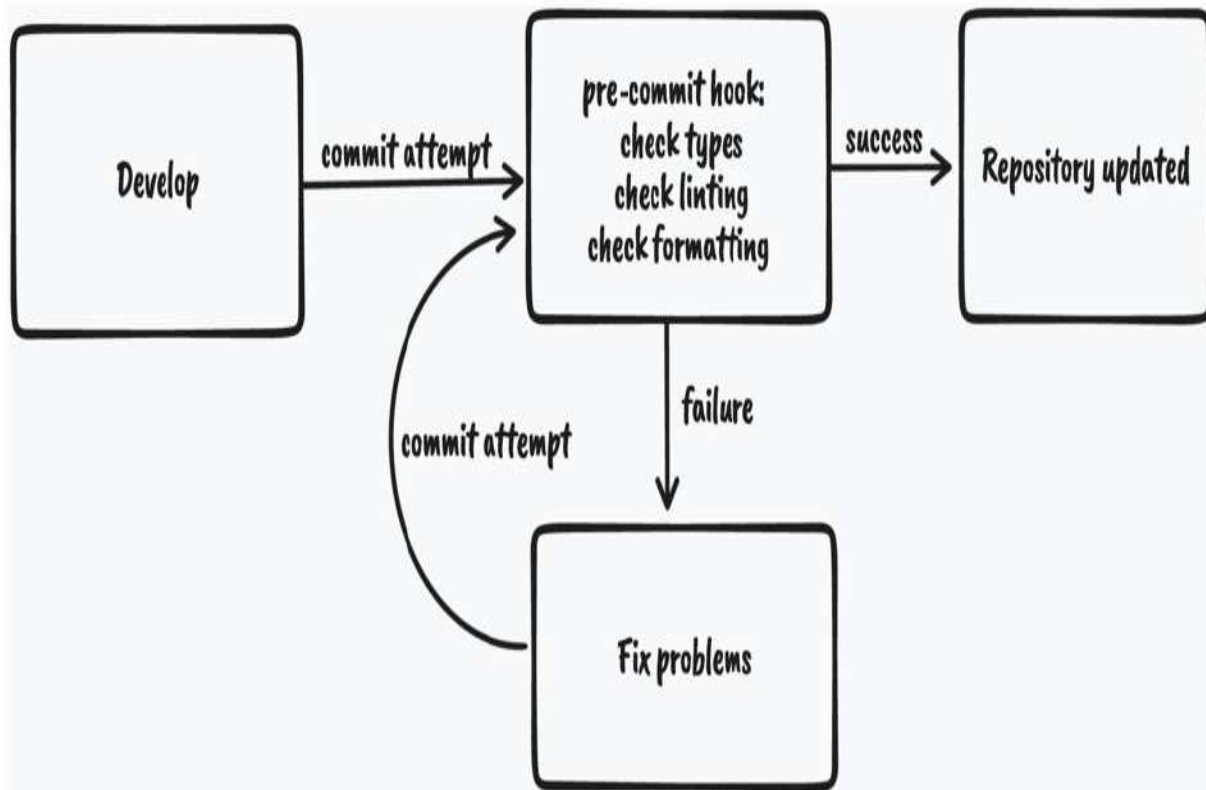 Develop
commit attempt
pre-commit hook:
check types
check linting
check formatting
success
Repository updated
failure
commit attempt
Fix problems